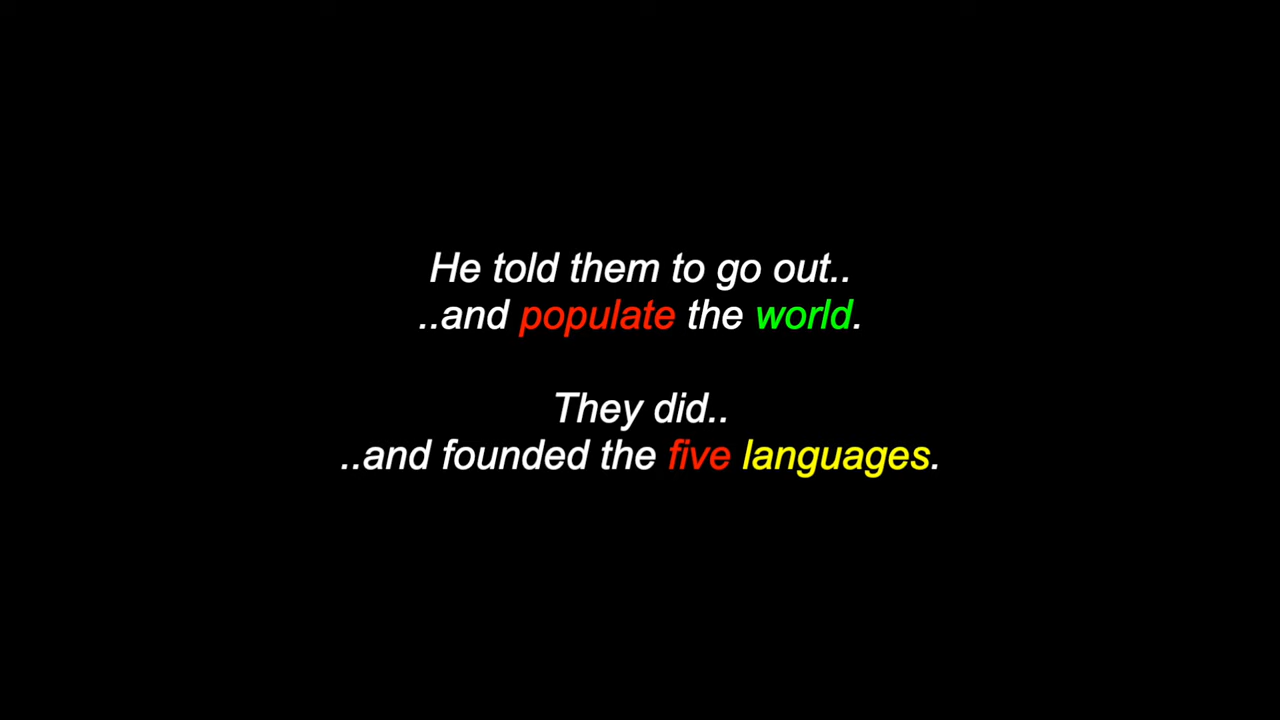 He told them to go out..
..and populate the world.
They did..
..and founded the five languages.